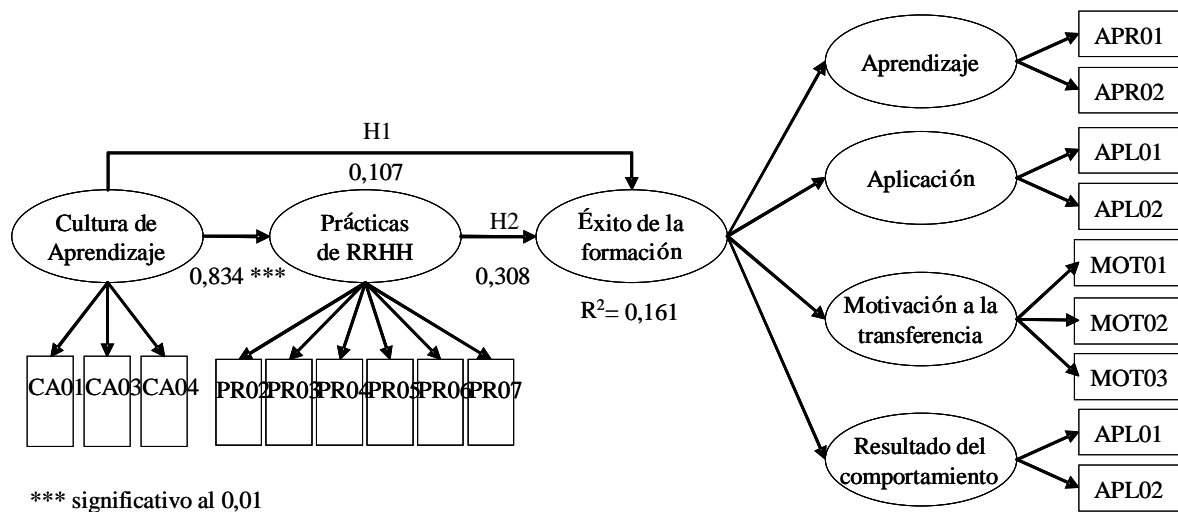 H1
0,107
Cultura de
Aprendizaje
0,834 ***
Prácticas
de RRHH
H2
0,308
Éxito de la
formación
R²= 0,161
CA01
CA03
CA04
PR02
PR03
PR04
PR05
PR06
PR07
Aprendizaje
APR01
APR02
Aplicación
APL01
APL02
Motivación a la
transferencia
MOT01
MOT02
MOT03
Resultado del
comportamiento
APL01
APL02
*** significativo al 0,01